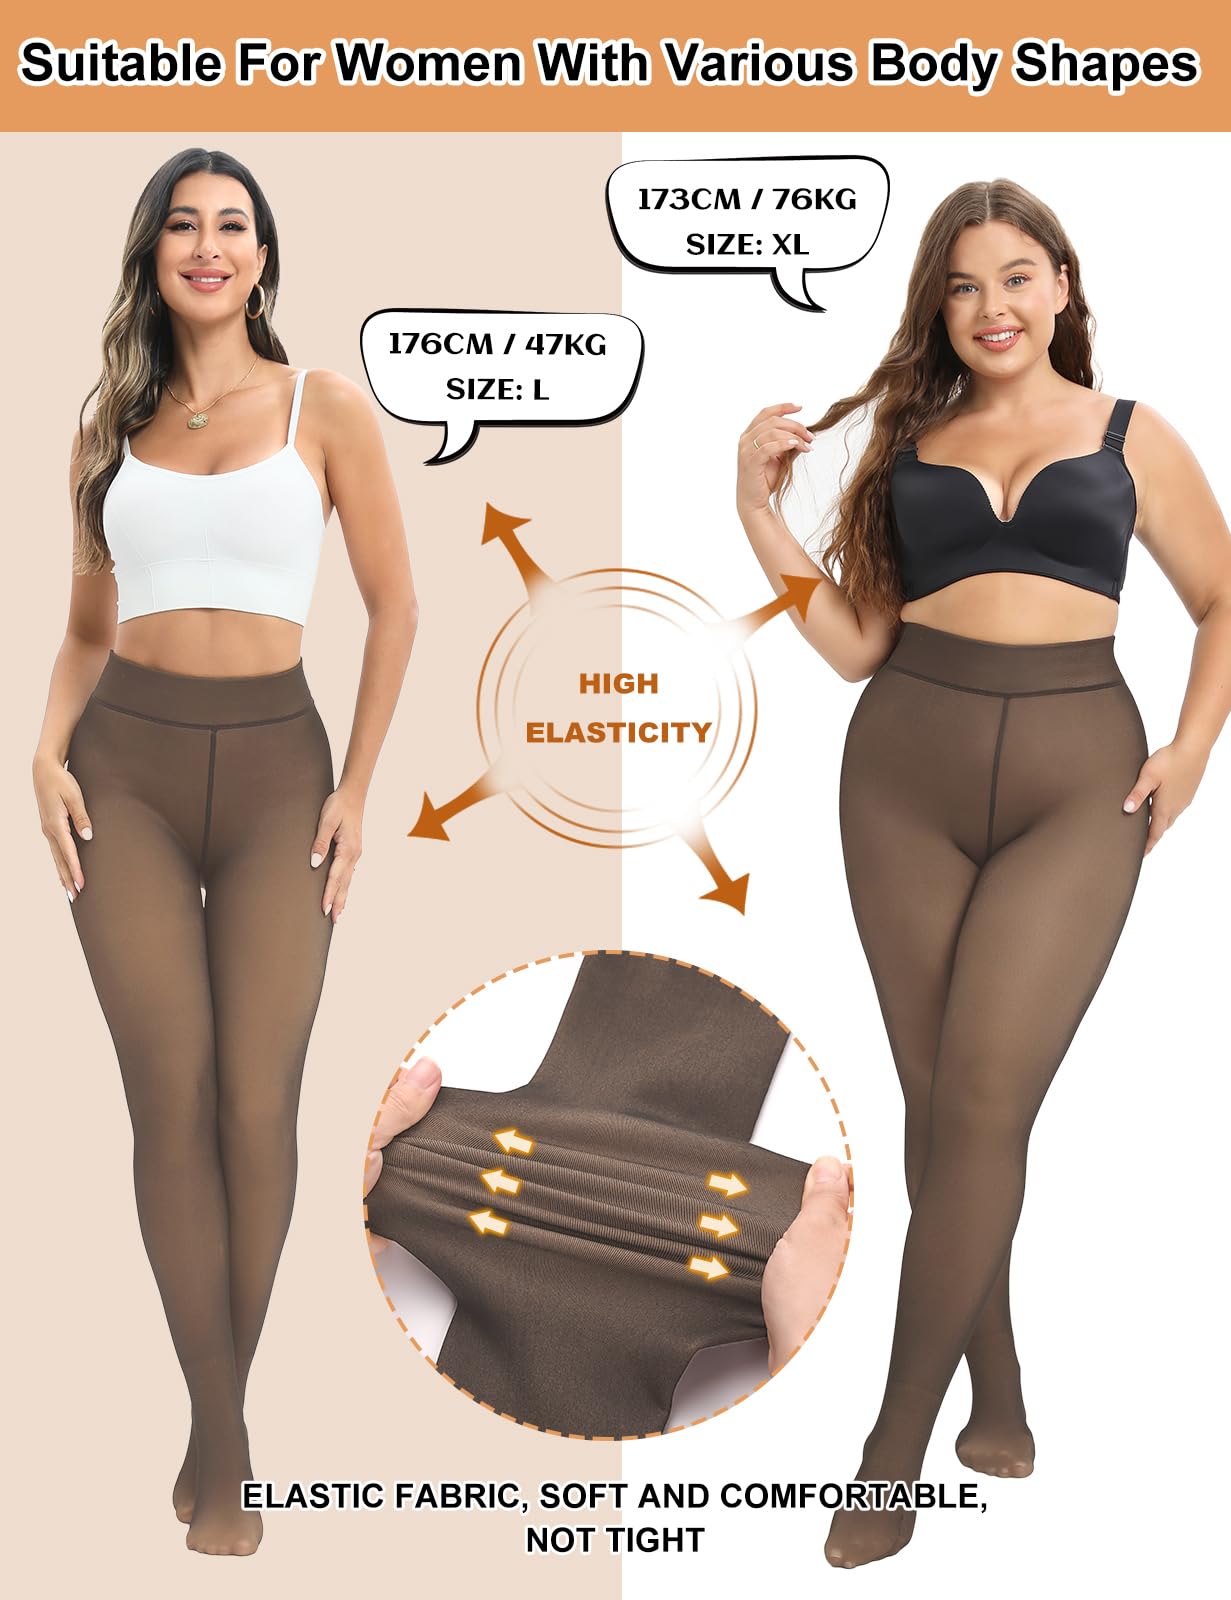 Suitable For Women With Various Body Shapes
173CM / 76KG
SIZE: XL
176CM / 47KG
SIZE: L
HIGH
ELASTICITY
ELASTIC FABRIC, SOFT AND COMFORTABLE,
NOT TIGHT